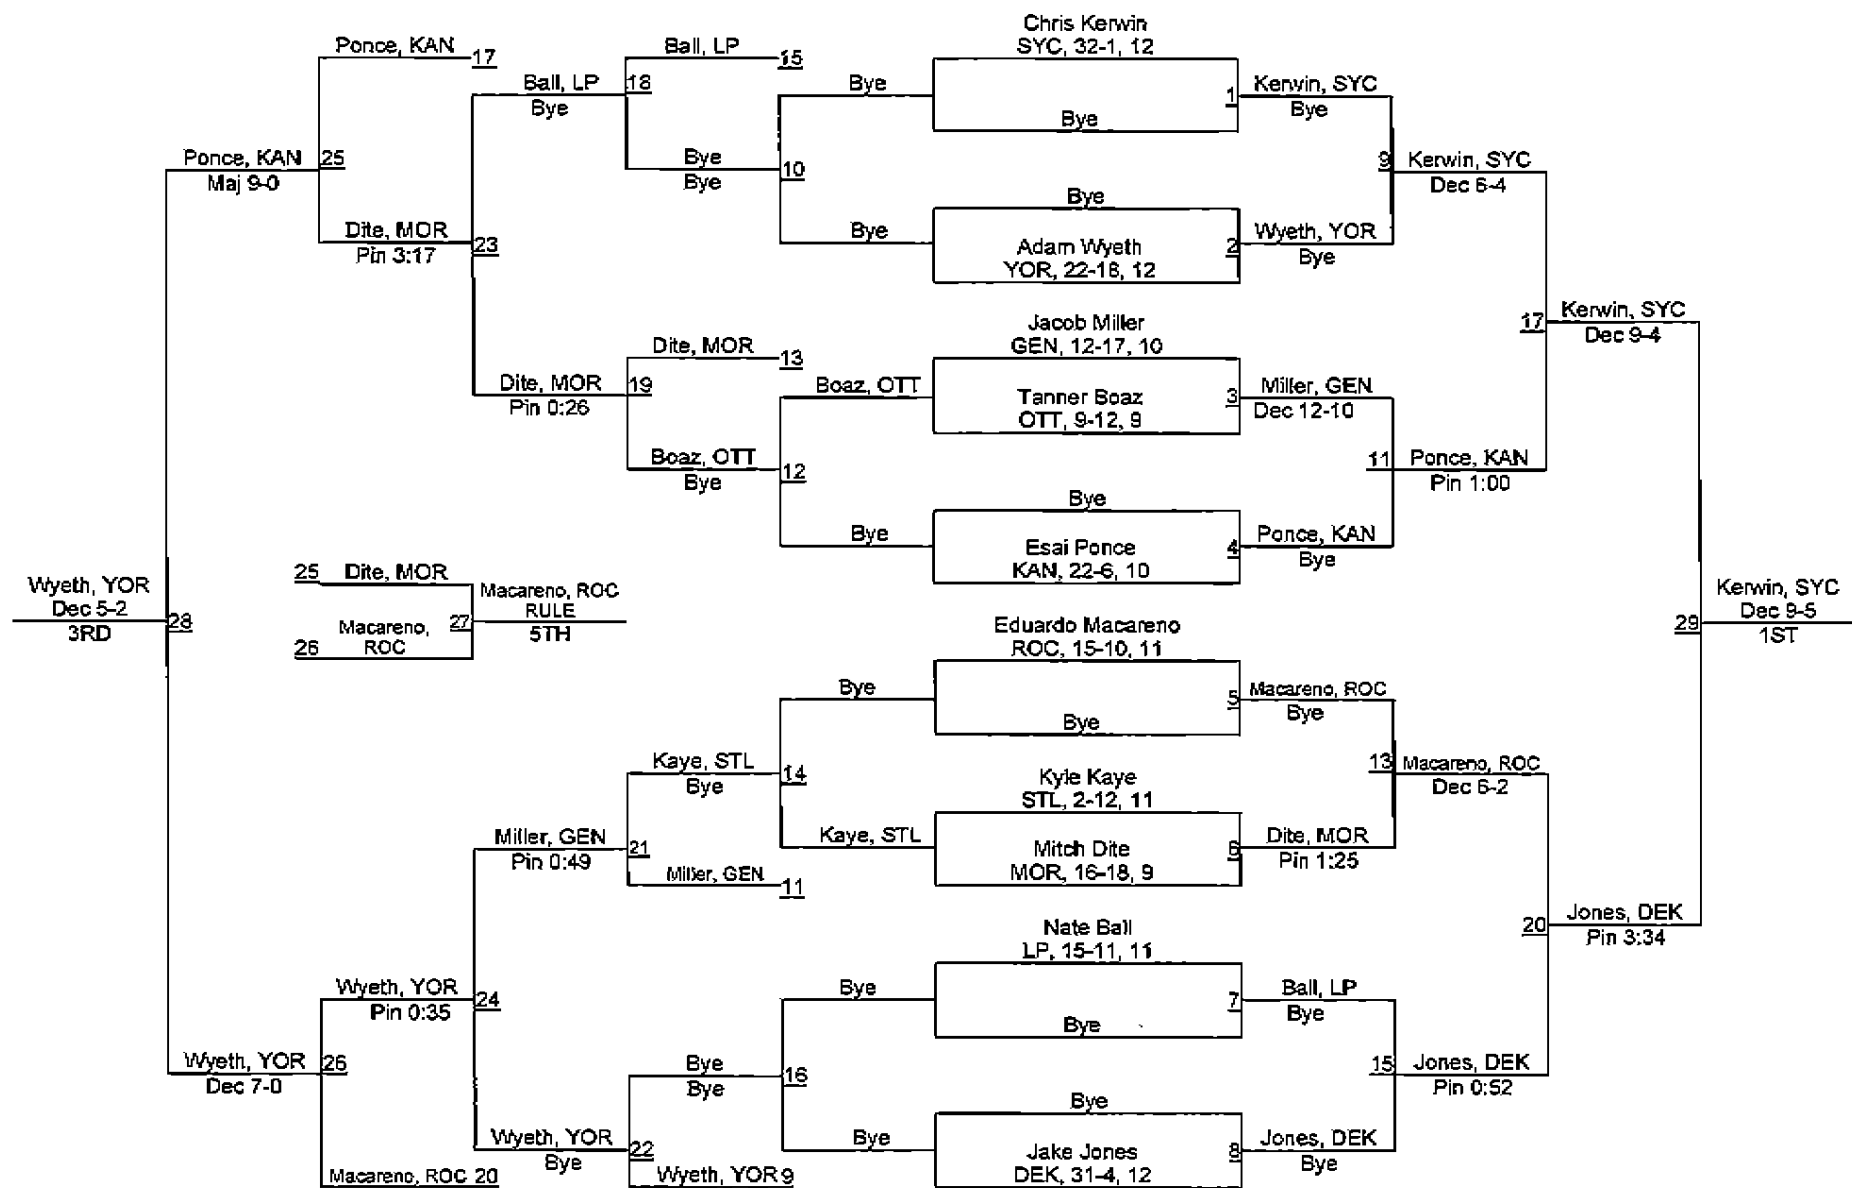 Chris Kerwin
SYC, 32-1, 12
Ponce, KAN 17
Ball, LP 15
Ball, LP 18
Bye
Bye
1 Kerwin, SYC
Bye
Bye
Ponce, KAN 25
Maj 9-0
Bye
Bye
10
9 Kerwin, SYC
Dec 6-4
Bye
Dite, MOR 23
Pin 3:17
Bye
Adam Wyeth
YOR, 22-18, 12
2 Wyeth, YOR
Bye
Jacob Miller
GEN, 12-17, 10
17 Kerwin, SYC
Dec 9-4
Dite, MOR 13
Dite, MOR 19
Pin 0:26
Boaz, OTT
Tanner Boaz
OTT, 9-12, 9
3 Miller, GEN
Dec 12-10
Boaz, OTT 12
Bye
11 Ponce, KAN
Pin 1:00
Bye
Bye
Esai Ponce
KAN, 22-6, 10
4 Ponce, KAN
Bye
25 Dite, MOR
Wyeth, YOR
Dec 5-2
3RD
28
Macareno, ROC
RULE
5TH
27
26 Macareno,
ROC
Kerwin, SYC
Dec 9-5
1ST
29
Eduardo Macareno
ROC, 15-10, 11
Bye
5 Macareno, ROC
Bye
Bye
Kaye, STL 14
Bye
Kyle Kaye
STL, 2-12, 11
13 Macareno, ROC
Dec 6-2
Miller, GEN 21
Pin 0:49
Kaye, STL
Mitch Dite
MOR, 16-18, 9
6 Dite, MOR
Pin 1:25
Miller, GEN 11
Nate Ball
LP, 15-11, 11
20 Jones, DEK
Pin 3:34
Wyeth, YOR 24
Pin 0:35
Bye
7 Ball, LP
Bye
Bye
Wyeth, YOR 26
Dec 7-0
Bye
Bye
16
15 Jones, DEK
Pin 0:52
Bye
Wyeth, YOR 22
Bye
Bye
Jake Jones
DEK, 31-4, 12
8 Jones, DEK
Bye
Macareno, ROC 20
Wyeth, YOR 9